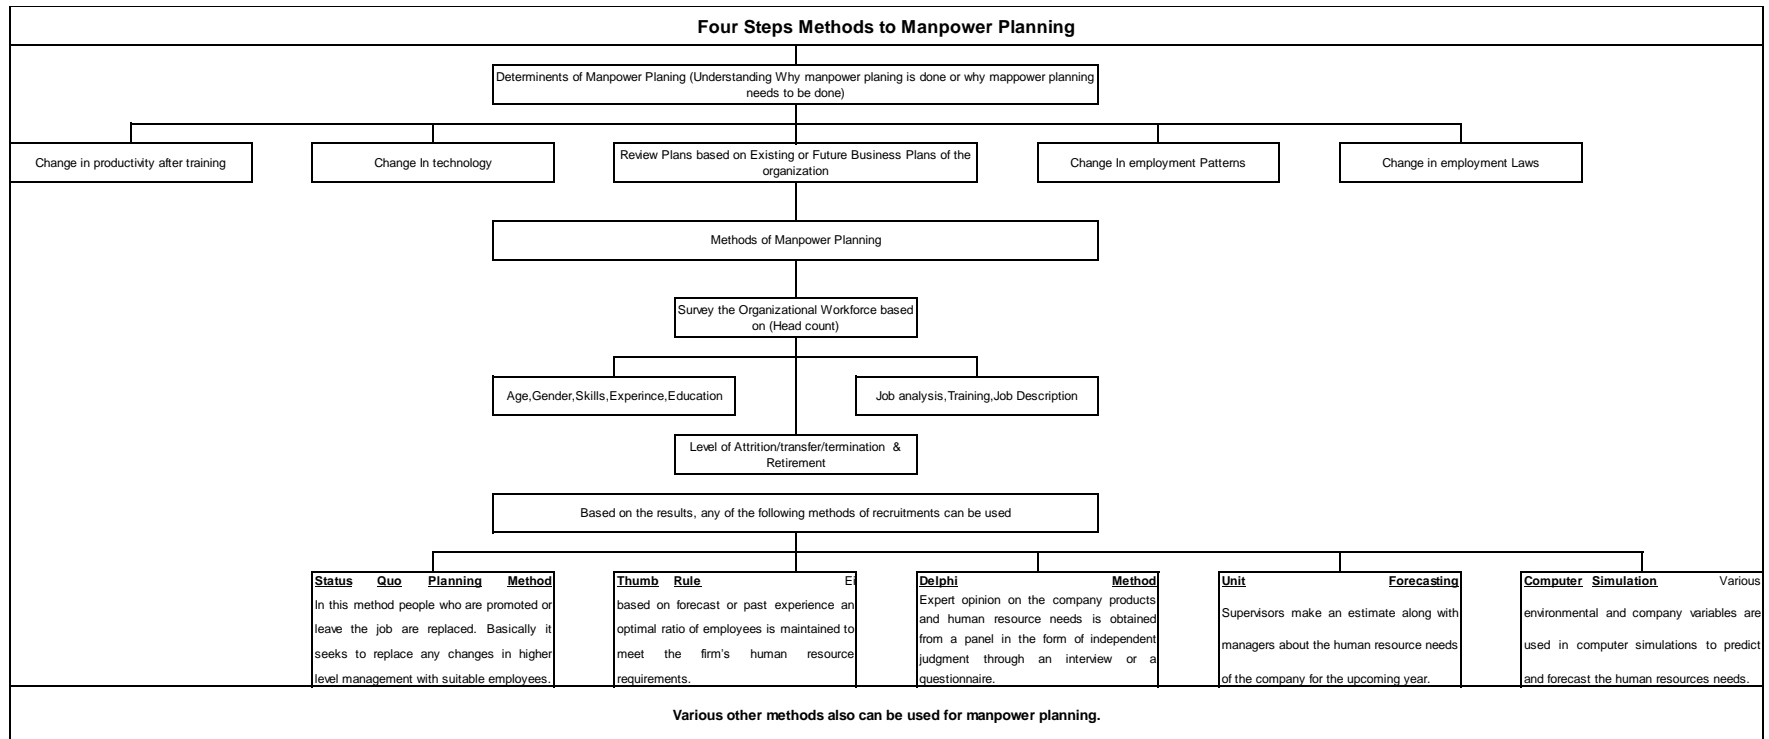 Four Steps Methods to Manpower Planning
Determinents of Manpower Planing (Understanding Why manpower planing is done or why mappower planning
needs to be done)
Change in productivity after training
Change In technology
Review Plans based on Existing or Future Business Plans of the
organization
Change In employment Patterns
Change in employment Laws
Methods of Manpower Planning
Survey the Organizational Workforce based
on (Head count)
Age,Gender,Skills,Experince,Education
Job analysis,Training,Job Description
Level of Attrition/transfer/termination &
Retirement
Based on the results, any of the following methods of recruitments can be used
Status Quo Planning Method
In this method people who are promoted or
leave the job are replaced. Basically it
seeks to replace any changes in higher
level management with suitable employees.
Thumb Rule
based on forecast or past experience an
optimal ratio of employees is maintained to
meet the firm's human resource
requirements.
Delphi Method
Expert opinion on the company products
and human resource needs is obtained
from a panel in the form of independent
judgment through an interview or a
questionnaire.
Unit Forecasting
Supervisors make an estimate along with
managers about the human resource needs
of the company for the upcoming year.
Computer Simulation Various
environmental and company variables are
used in computer simulations to predict
and forecast the human resources needs.
Various other methods also can be used for manpower planning.